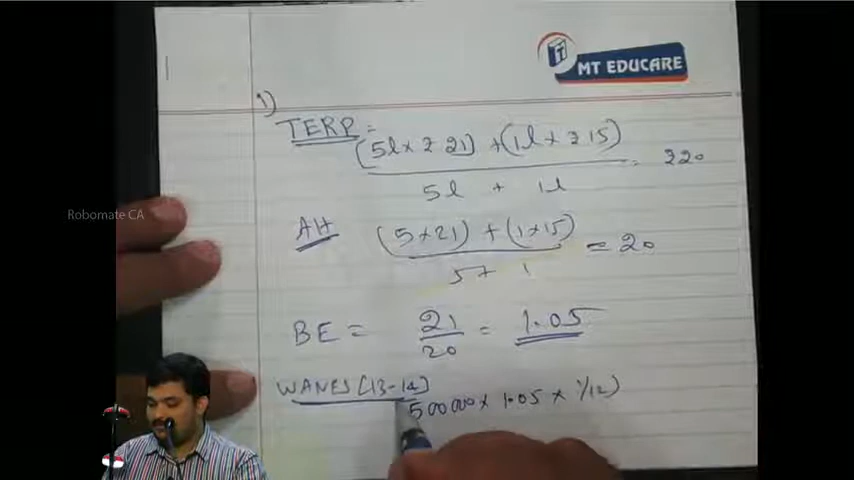 MT EDUCARE
1)
TERP =
(5l × ₹ 21) + (1l × ₹ 15) = ₹20
5l + 1l
Robomate CA
AH (5×21) + (1×15) = 20
5+ 1
BE = 21 = 1.05
20
WANES (13-14)
500000 × 1.05 × 1/12)